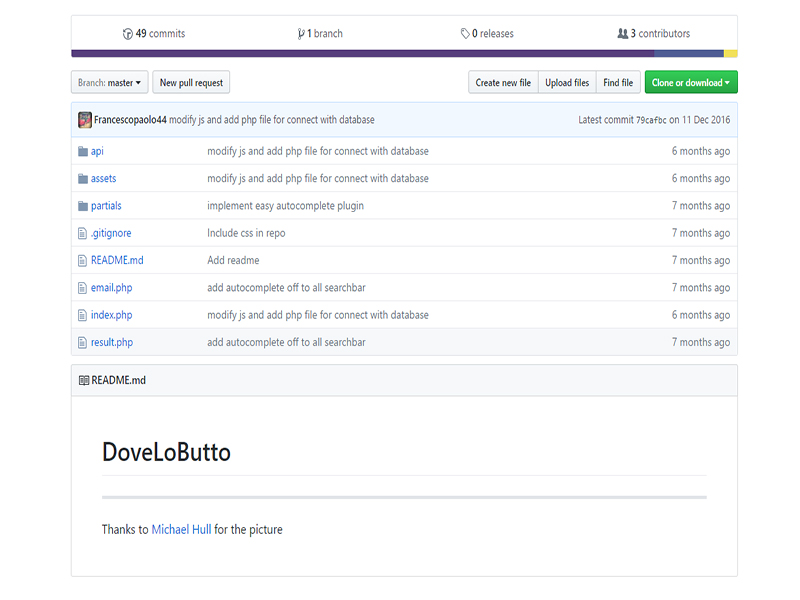 49 commits 1 branch 0 releases 3 contributors
Branch: master New pull request Create new file Upload files Find file Clone or download
Francescopaolo44 modify js and add php file for connect with database Latest commit 79cafbc on 11 Dec 2016
api modify js and add php file for connect with database 6 months ago
assets modify js and add php file for connect with database 6 months ago
partials implement easy autocomplete plugin 7 months ago
.gitignore Include css in repo 7 months ago
README.md Add readme 7 months ago
email.php add autocomplete off to all searchbar 7 months ago
index.php modify js and add php file for connect with database 6 months ago
result.php add autocomplete off to all searchbar 7 months ago
README.md
DoveLoButto
Thanks to Michael Hull for the picture